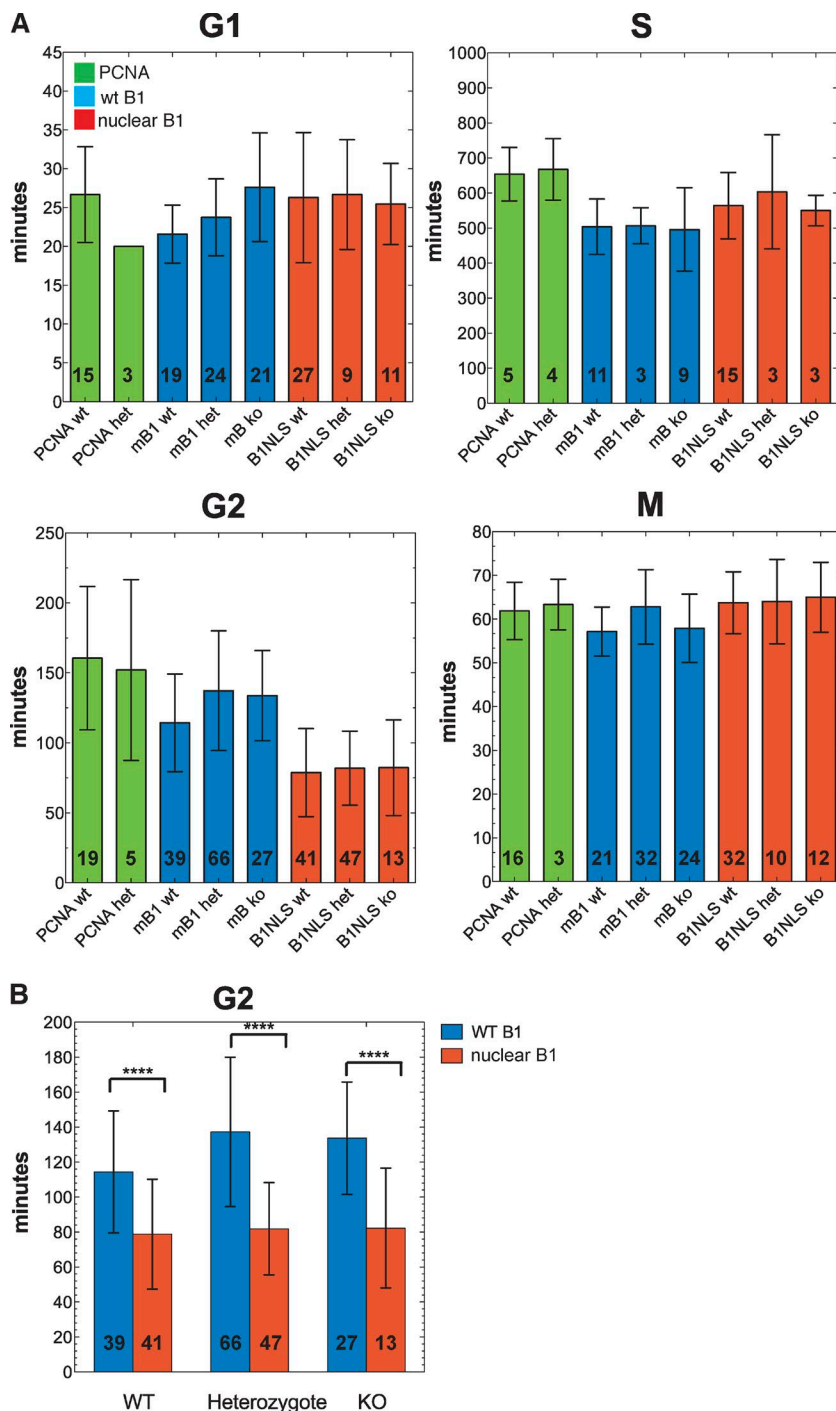 A
G1
PCNA
wt B1
nuclear B1
minutes
45
40
35
30
25
20
15
10
5
0
15
3
19
24
21
27
9
11
PCNA wt
PCNA het
mB1 wt
mB1 het
mB ko
B1NLS wt
B1NLS het
B1NLS ko
S
minutes
1000
900
800
700
600
500
400
300
200
100
000
5
4
11
3
9
15
3
3
PCNA wt
PCNA het
mB1 wt
mB1 het
mB ko
B1NLS wt
B1NLS het
B1NLS ko
G2
minutes
250
200
150
100
50
0
19
5
39
66
27
41
47
13
PCNA wt
PCNA het
mB1 wt
mB1 het
mB ko
B1NLS wt
B1NLS het
B1NLS ko
M
minutes
80
70
60
50
40
30
20
10
0
16
3
21
32
24
32
10
12
PCNA wt
PCNA het
mB1 wt
mB1 het
mB ko
B1NLS wt
B1NLS het
B1NLS ko
B
G2
WT B1
nuclear B1
minutes
200
180
160
140
120
100
80
60
40
20
0
****
****
****
39
41
66
47
27
13
WT
Heterozygote
KO